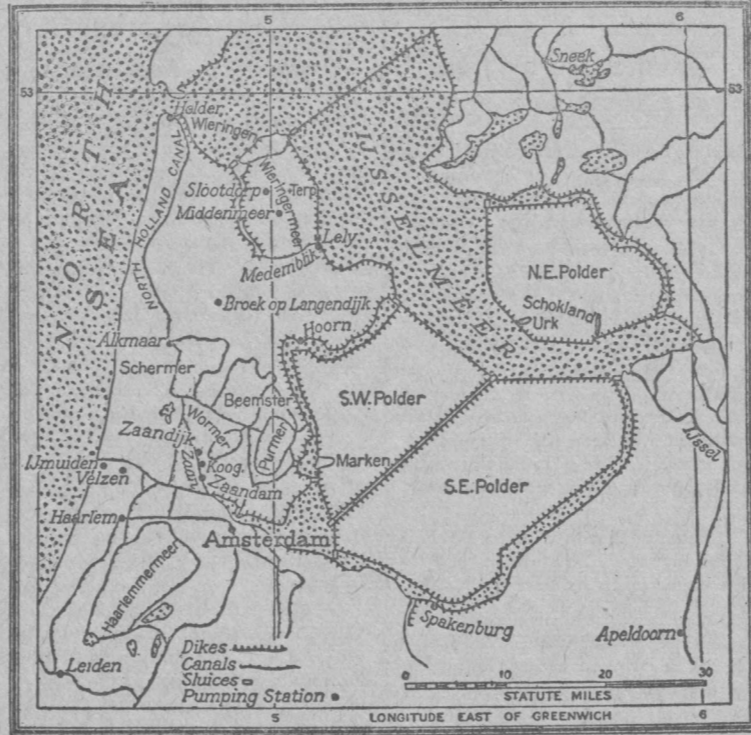 5
6
53
53
NORTH SEA
Helder
Wieringen
NORTH HOLLAND CANAL
Sneek
IJSSELMEER
Slootdorp
Terp
Wieringermeer
Middenmeer
Lely
Medemblik
N.E. Polder
Schokland
Urk
Broek op Langendijk
Hoorn
Alkmaar
Schermer
Beemster
S.W. Polder
Wormer
Zaandijk
Purmer
IJssel
IJmuiden
Velzen
Zaan
Koog
Zaandam
Marken
S.E. Polder
Haarlem
Amsterdam
Haarlemmermeer
Spakenburg
Apeldoorn
Leiden
Dikes
Canals
Sluices
Pumping Station
0 10 20 30
STATUTE MILES
5
LONGITUDE EAST OF GREENWICH
6